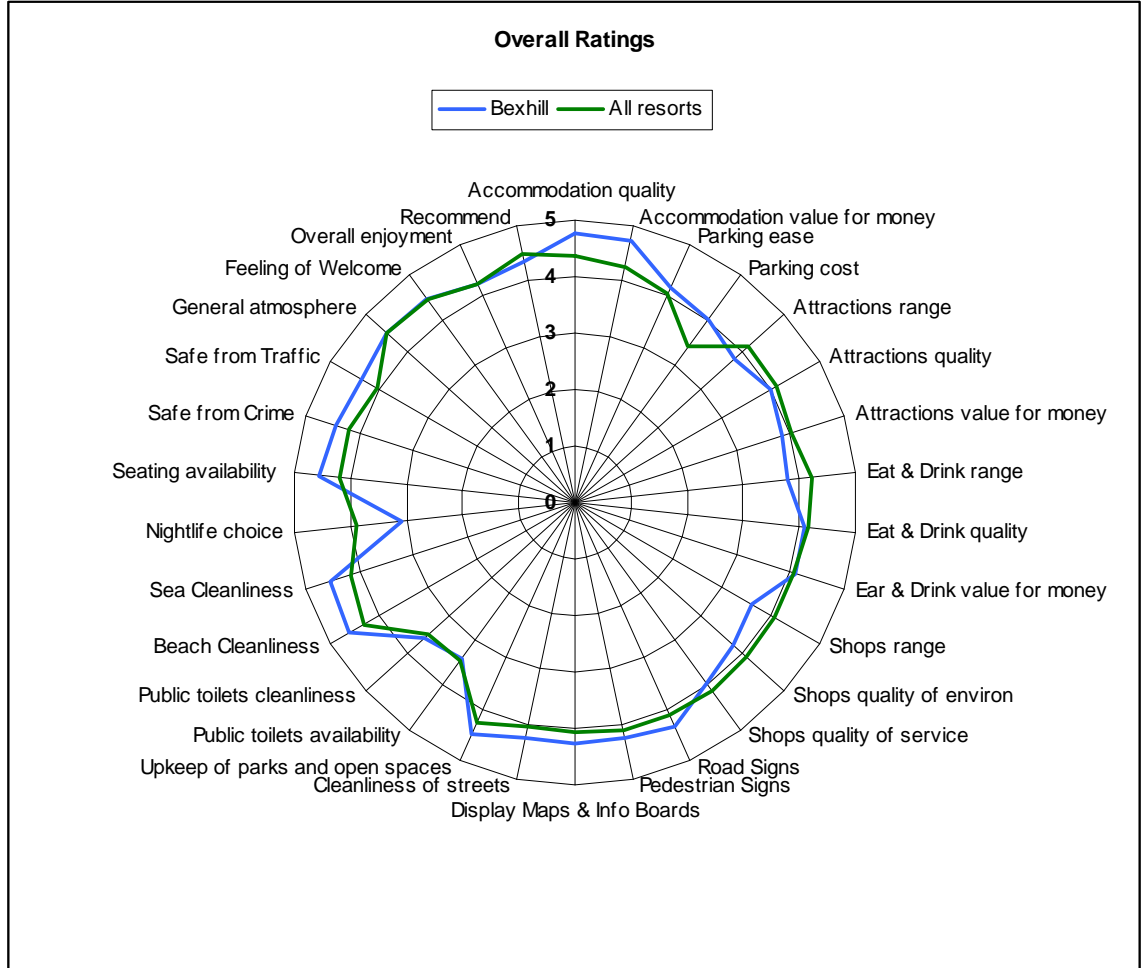 Overall Ratings
Bexhill
All resorts
Accommodation quality
Accommodation value for money
Parking ease
Parking cost
Attractions range
Attractions quality
Attractions value for money
Eat & Drink range
Eat & Drink quality
Ear & Drink value for money
Shops range
Shops quality of environ
Shops quality of service
Road Signs
Pedestrian Signs
Display Maps & Info Boards
Cleanliness of streets
Upkeep of parks and open spaces
Public toilets availability
Public toilets cleanliness
Beach Cleanliness
Sea Cleanliness
Nightlife choice
Seating availability
Safe from Crime
Safe from Traffic
General atmosphere
Feeling of Welcome
Overall enjoyment
Recommend
5
4
3
2
1
0